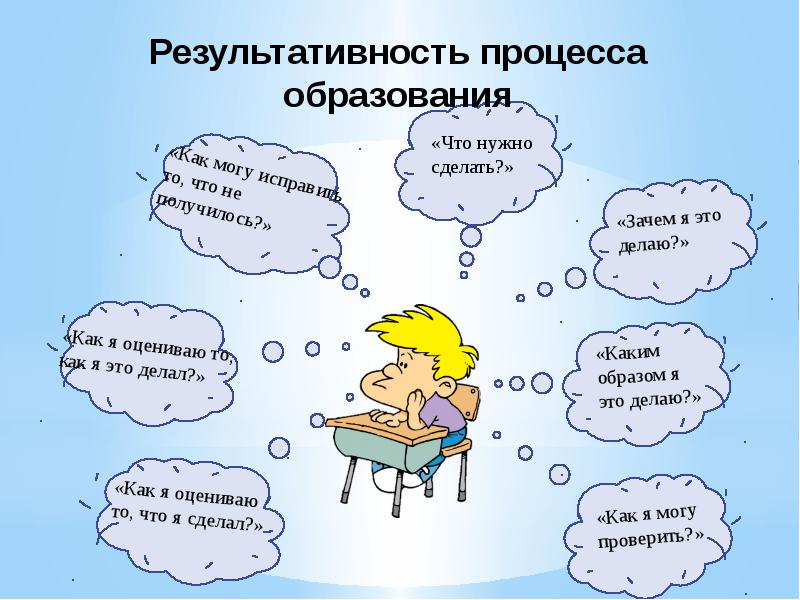 Результативность процесса
образования
«Что нужно
сделать?»
«Зачем я это
делаю?»
«Каким
образом я
это делаю?»
«Как я могу
проверить?»
«Как я оцениваю
то, что я сделал?»
«Как я оцениваю то,
как я это делал?»
«Как могу исправить
то, что не
получилось?»